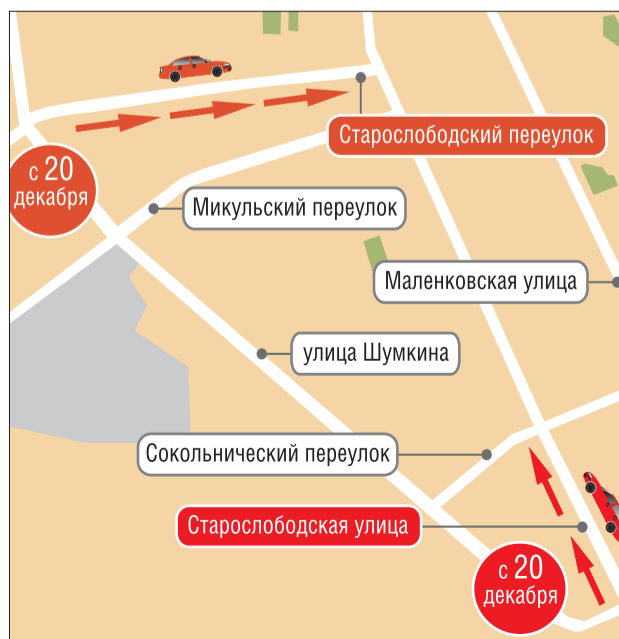 Старослободский переулок
с 20
декабря
Микульский переулок
Маленковская улица
улица Шумкина
Сокольнический переулок
Старослободская улица
с 20
декабря